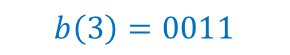 b(3) = 0011